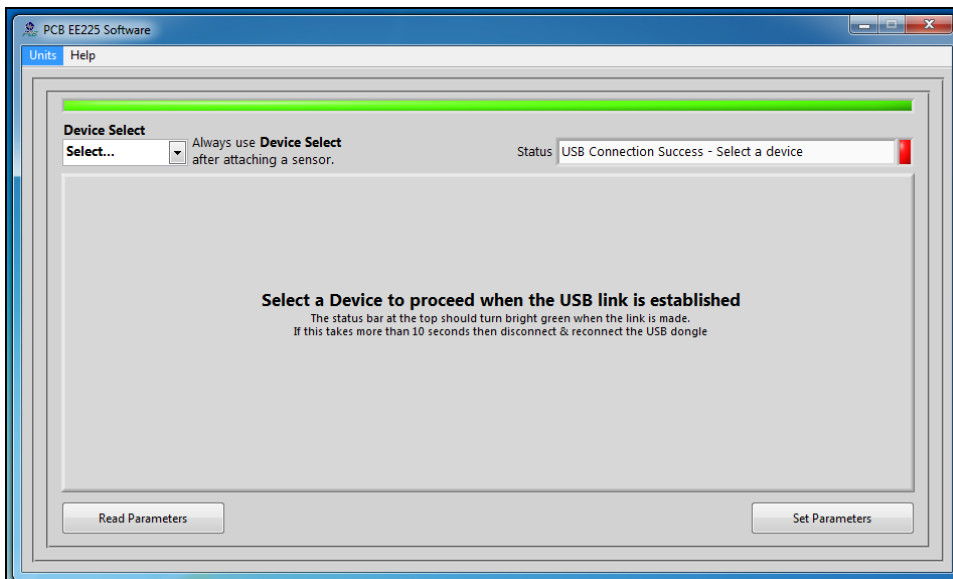 PCB EE225 Software
Units Help
Device Select
Select...
Always use Device Select
after attaching a sensor.
Status USB Connection Success - Select a device
Select a Device to proceed when the USB link is established
The status bar at the top should turn bright green when the link is made.
If this takes more than 10 seconds then disconnect & reconnect the USB dongle
Read Parameters
Set Parameters